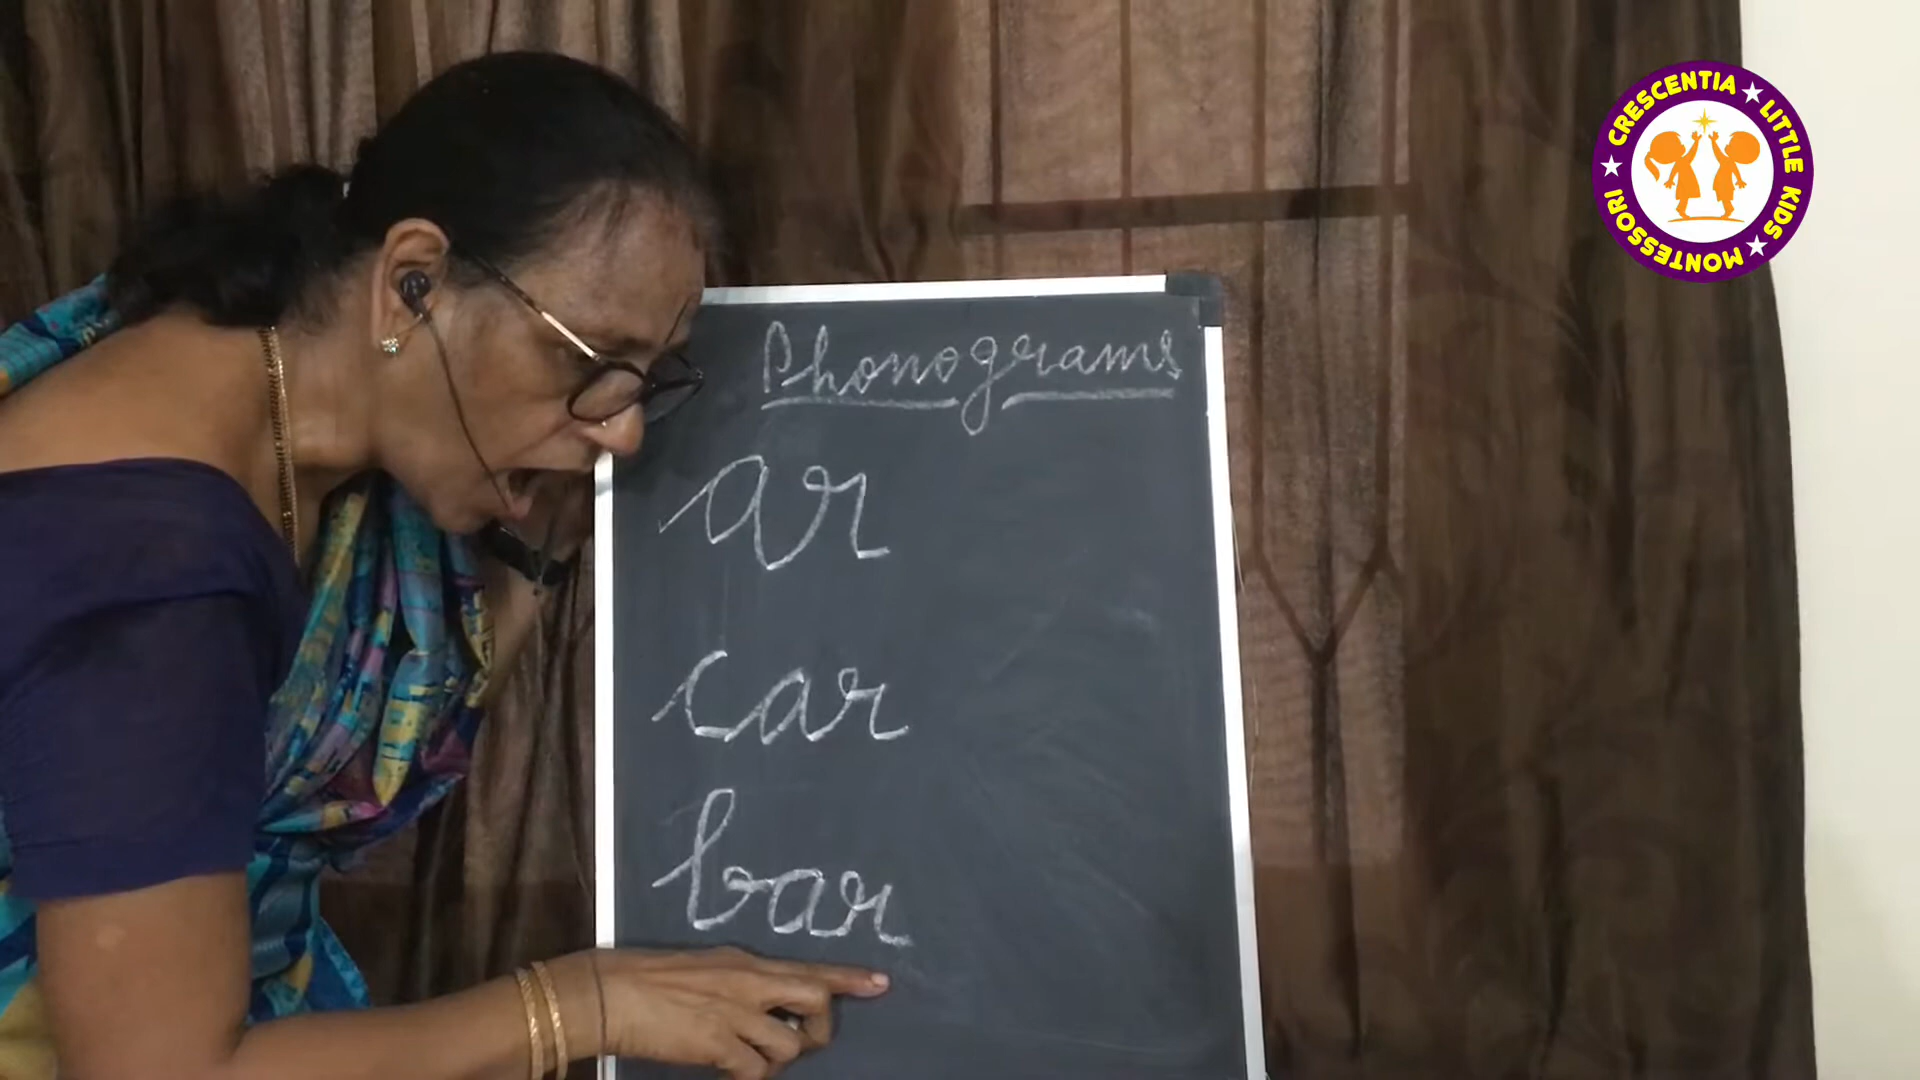 Phonograms
ar
car
bar
CRESCENTIA ★ LITTLE KIDS ★ MONTESSORI ★